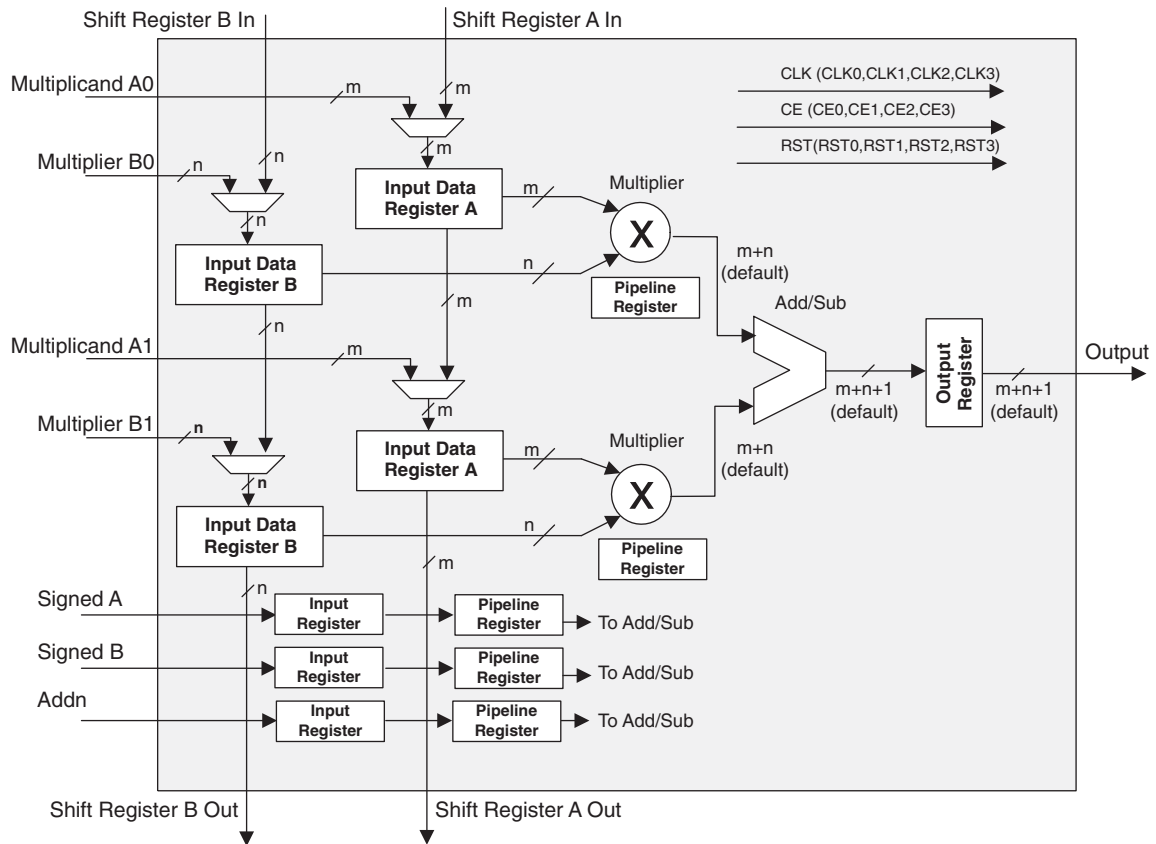 Shift Register B In
Shift Register A In
Multiplicand A0
m
m
CLK (CLK0,CLK1,CLK2,CLK3)
CE (CE0,CE1,CE2,CE3)
RST(RST0,RST1,RST2,RST3)
m
Multiplier B0
n
n
n
Input Data
Register A
m
Multiplier
X
Input Data
Register B
n
m+n
(default)
Pipeline
Register
m
n
Add/Sub
Multiplicand A1
m
m
Output
Register
Output
m+n+1
(default)
m+n+1
(default)
Multiplier B1
n
n
Input Data
Register A
m
Multiplier
X
m+n
(default)
Input Data
Register B
n
Pipeline
Register
m
n
Signed A
Input
Register
Pipeline
Register
To Add/Sub
Signed B
Input
Register
Pipeline
Register
To Add/Sub
Addn
Input
Register
Pipeline
Register
To Add/Sub
Shift Register B Out
Shift Register A Out